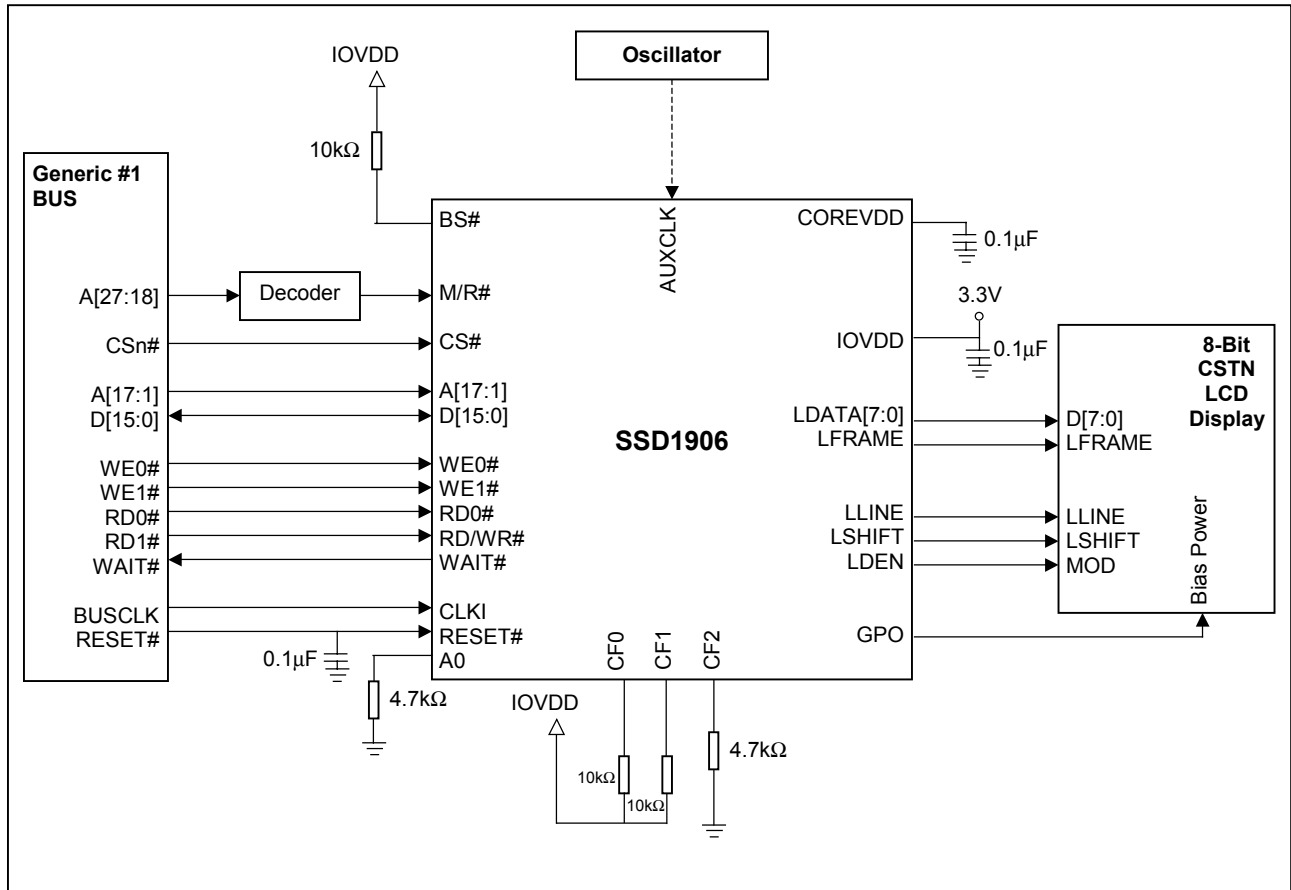 Oscillator
IOVDD
10kΩ
Generic #1
BUS
A[27:18]
CSn#
A[17:1]
D[15:0]
WE0#
WE1#
RD0#
RD1#
WAIT#
BUSCLK
RESET#
Decoder
0.1µF
4.7kΩ
BS#
M/R#
CS#
A[17:1]
D[15:0]
WE0#
WE1#
RD0#
RD/WR#
WAIT#
CLKI
RESET#
A0
AUXCLK
SSD1906
CF0
CF1
CF2
IOVDD
10kΩ
10kΩ
4.7kΩ
COREVDD
IOVDD
LDATA[7:0]
LFRAME
LLINE
LSHIFT
LDEN
GPO
0.1µF
3.3V
0.1µF
8-Bit
CSTN
LCD
Display
D[7:0]
LFRAME
LLINE
LSHIFT
MOD
Bias Power